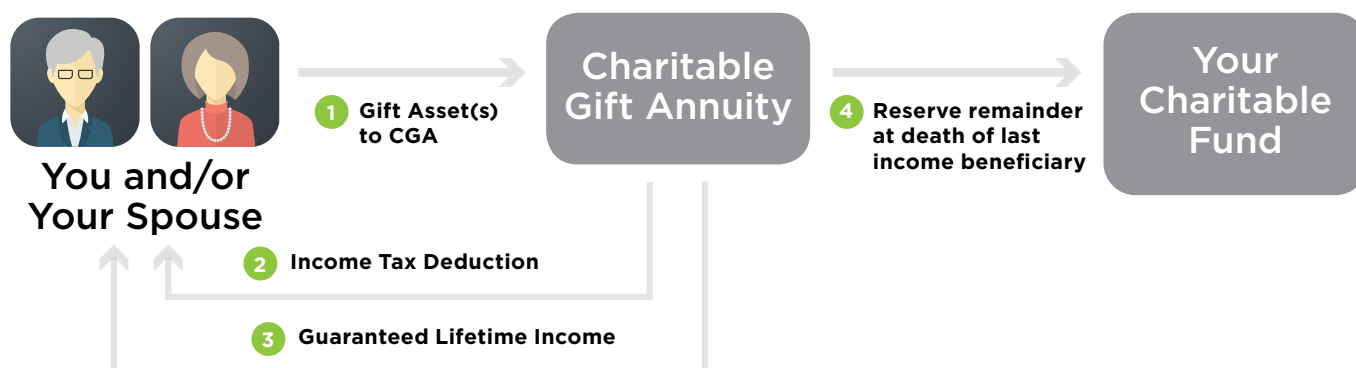 Charitable
Gift Annuity
Your
Charitable
Fund
1 Gift Asset(s)
to CGA
4 Reserve remainder
at death of last
income beneficiary
You and/or
Your Spouse
2 Income Tax Deduction
3 Guaranteed Lifetime Income